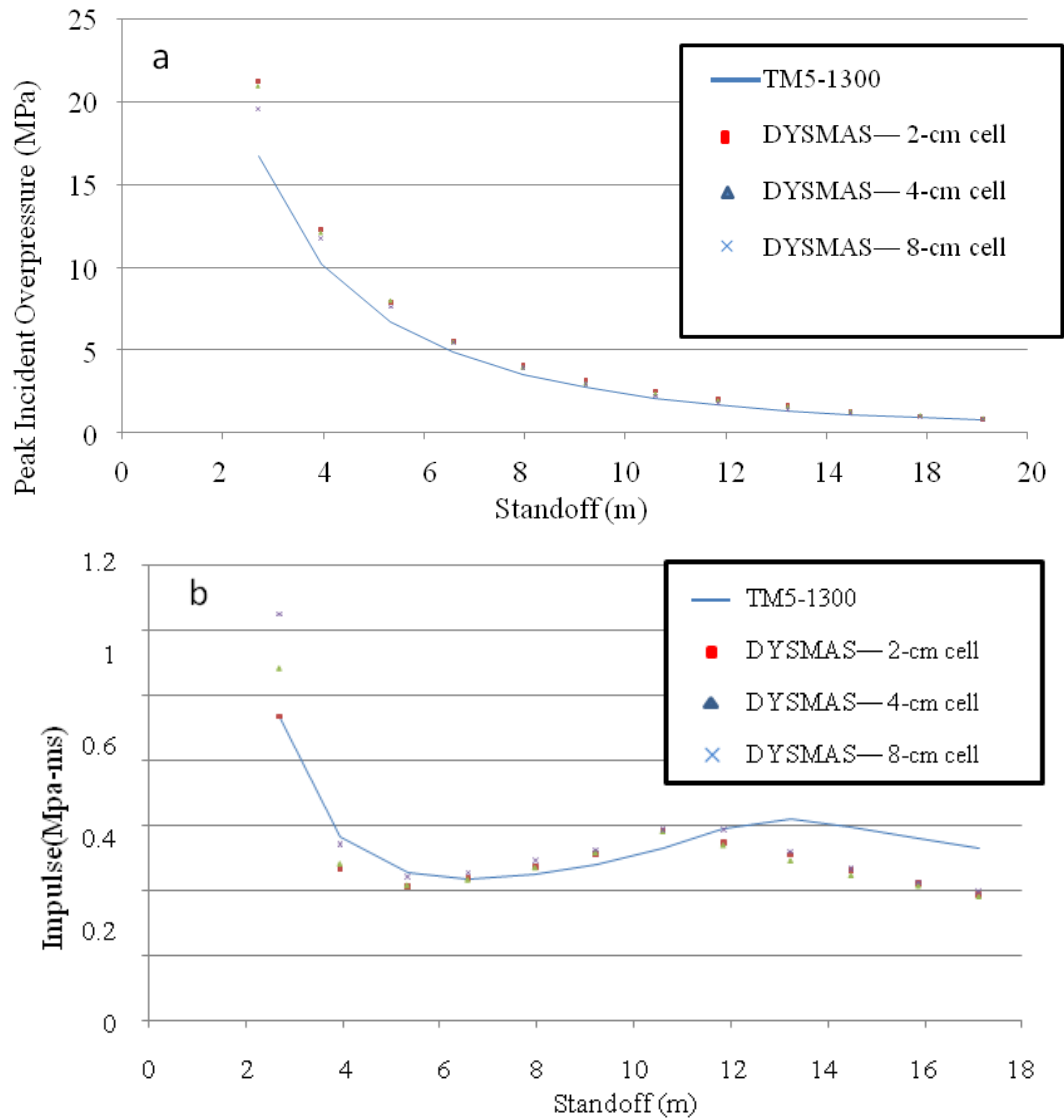 a
25
20
15
10
5
0
Peak Incident Overpressure (MPa)
0 2 4 6 8 10 12 14 16 18 20
Standoff (m)
TM5-1300
DYSMAS— 2-cm cell
DYSMAS— 4-cm cell
DYSMAS— 8-cm cell
b
1.2
1
0.6
0.4
0.2
0
Impulse(Mpa-ms)
0 2 4 6 8 10 12 14 16 18
Standoff (m)
TM5-1300
DYSMAS— 2-cm cell
DYSMAS— 4-cm cell
DYSMAS— 8-cm cell